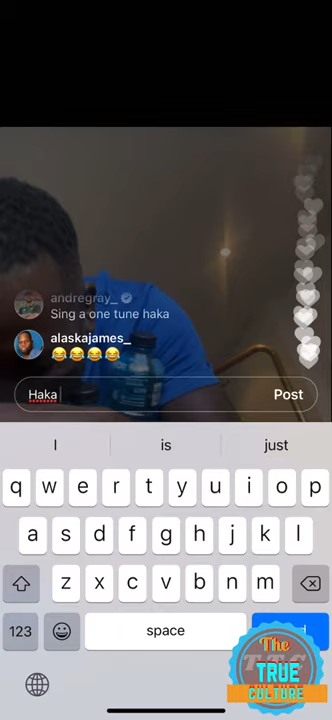 andregray_
Sing a one tune haka
alaskajames_
😂😂😂😂
Haka
Post
I is just
q w e r t y u i o p
a s d f g h j k l
z x c v b n m
123 space
The
T.T.C
TRUE
CULTURE